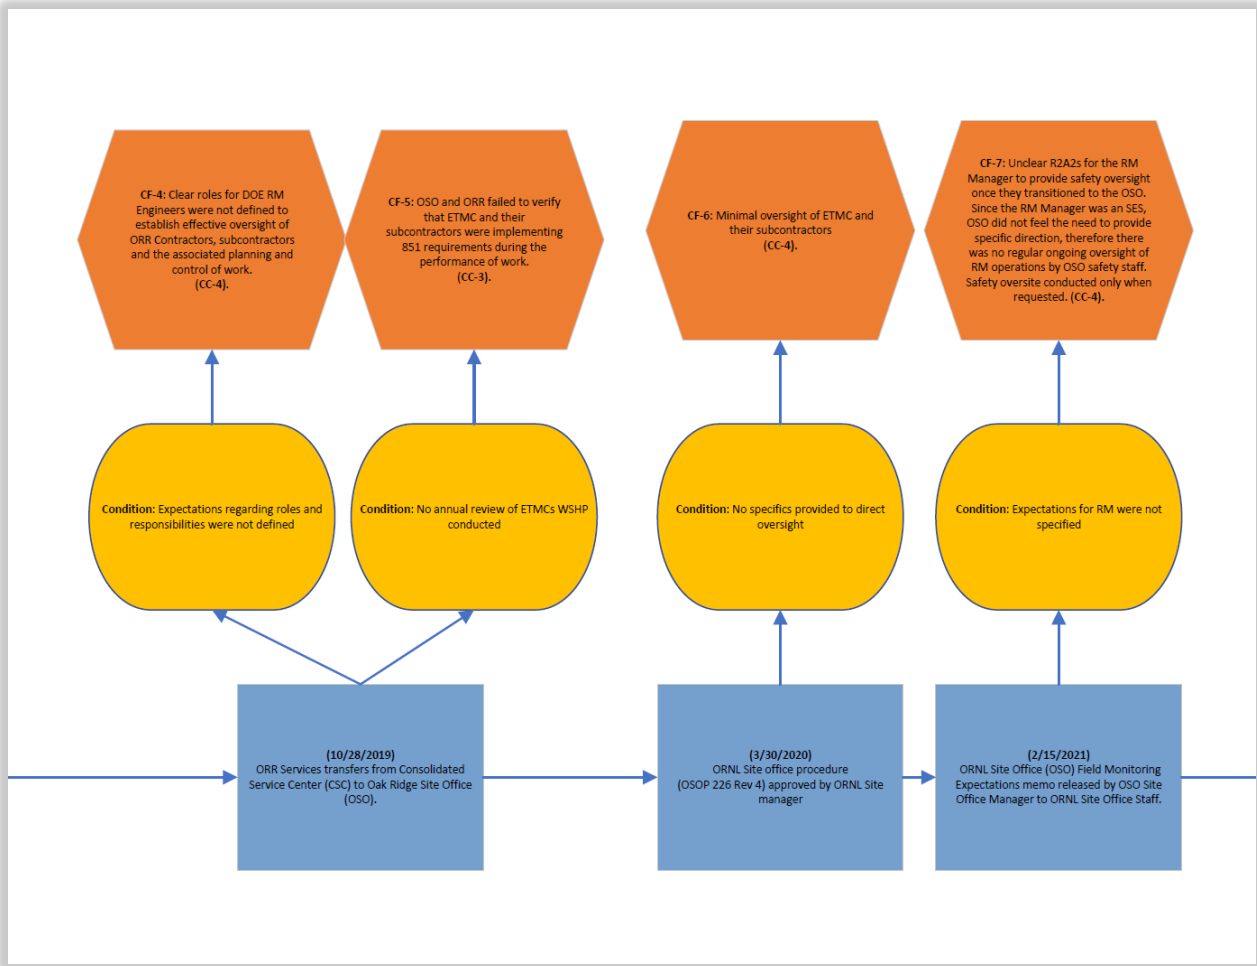 CF-4: Clear roles for DOE RM
Engineers were not defined to
establish effective oversight of
ORR Contractors, subcontractors
and the associated planning and
control of work.
(CC-4).
CF-5: OSO and ORR failed to verify
that ETMC and their
subcontractors were implementing
851 requirements during the
performance of work.
(CC-3).
CF-6: Minimal oversight of ETMC and
their subcontractors
(CC-4).
CF-7: Unclear R2A2s for the RM
Manager to provide safety oversight
once they transitioned to the OSO.
Since the RM Manager was an SES,
OSO did not feel the need to provide
specific direction, therefore there
was no regular ongoing oversight of
RM operations by OSO safety staff.
Safety oversite conducted only when
requested. (CC-4).
Condition: Expectations regarding roles and
responsibilities were not defined
Condition: No annual review of ETMCs WSHP
conducted
Condition: No specifics provided to direct
oversight
Condition: Expectations for RM were not
specified
(10/28/2019)
ORR Services transfers from Consolidated
Service Center (CSC) to Oak Ridge Site Office
(OSO).
(3/30/2020)
ORNL Site office procedure
(OSOP 226 Rev 4) approved by ORNL Site
manager
(2/15/2021)
ORNL Site Office (OSO) Field Monitoring
Expectations memo released by OSO Site
Office Manager to ORNL Site Office Staff.